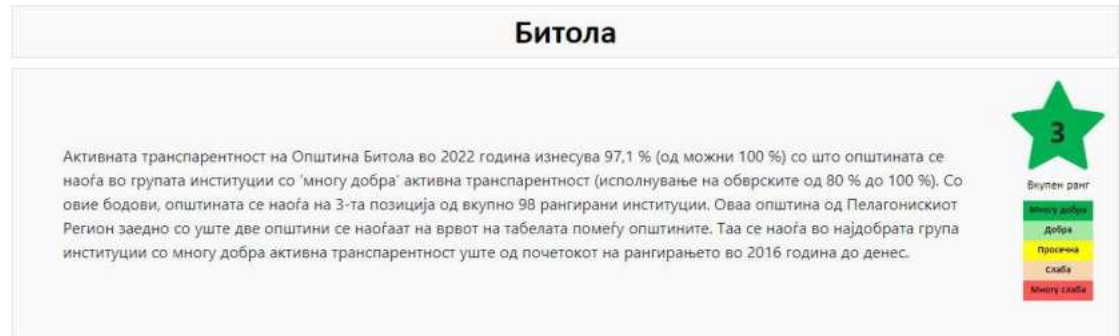 Битола
3
Активната транспарентност на Општина Битола во 2022 година изнесува 97,1 % (од можни 100 %) со што општината се
наоѓа во групата институции со 'многу добра' активна транспарентност (исполнување на обврските од 80 % до 100 %). Со
овие бодови, општината се наоѓа на 3-та позиција од вкупно 98 рангирани институции. Оваа општина од Пелагонискиот
Регион заедно со уште две општини се наоѓаат на врвот на табелата помеѓу општините. Таа се наоѓа во најдобрата група
институции со многу добра активна транспарентност уште од почетокот на рангирањето во 2016 година до денес.
Вкупен ранг
Многу добра
Добра
Просечна
Слаба
Многу слаба